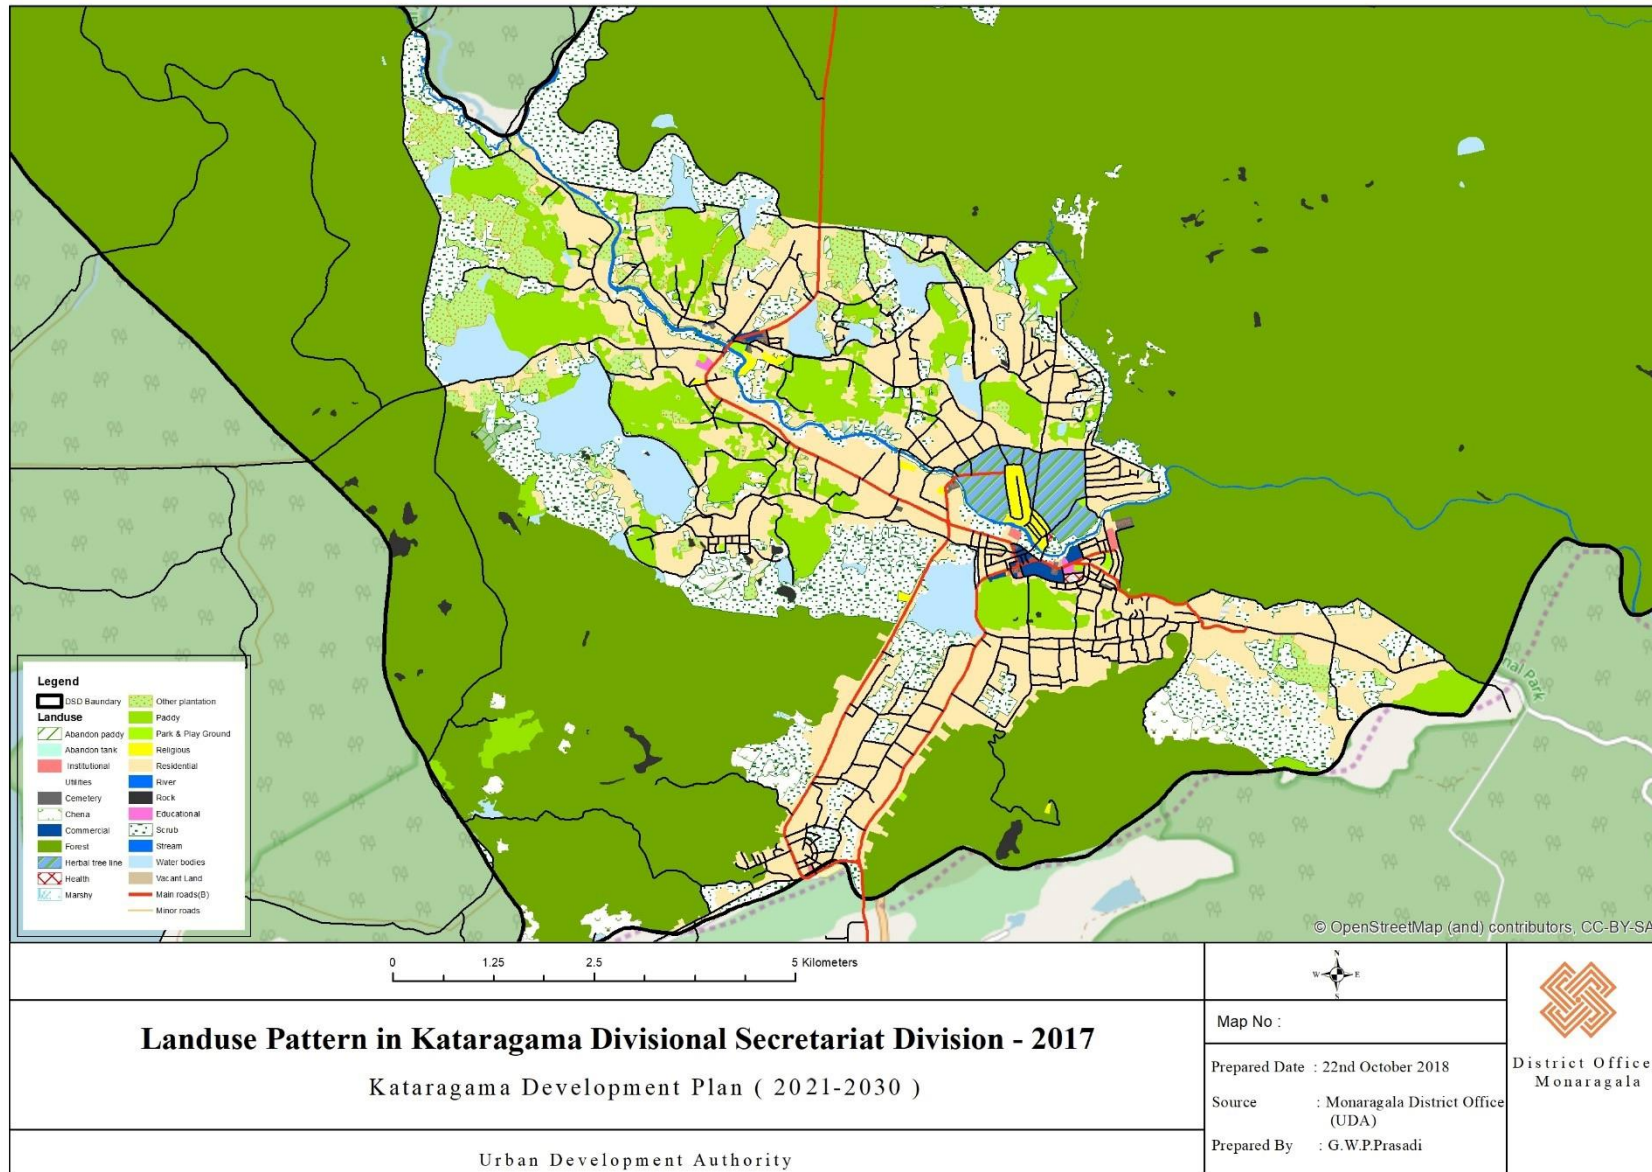 nal Park
Legend
DSD Baundary
Landuse
Abandon paddy
Abandon tank
Institutional
Utilities
Cemetery
Chena
Commercial
Forest
Herbal tree line
Health
Marshy
Other plantation
Paddy
Park & Play Ground
Religious
Residential
River
Rock
Educational
Scrub
Stream
Water bodies
Vacant Land
Main roads(B)
Minor roads
© OpenStreetMap (and) contributors, CC-BY-SA
0 1.25 2.5 5 Kilometers
N
W E
S
Landuse Pattern in Kataragama Divisional Secretariat Division - 2017
Kataragama Development Plan ( 2021-2030 )
Urban Development Authority
Map No :
Prepared Date : 22nd October 2018
Source : Monaragala District Office
(UDA)
Prepared By : G.W.P.Prasadi
District Office
Monaragala